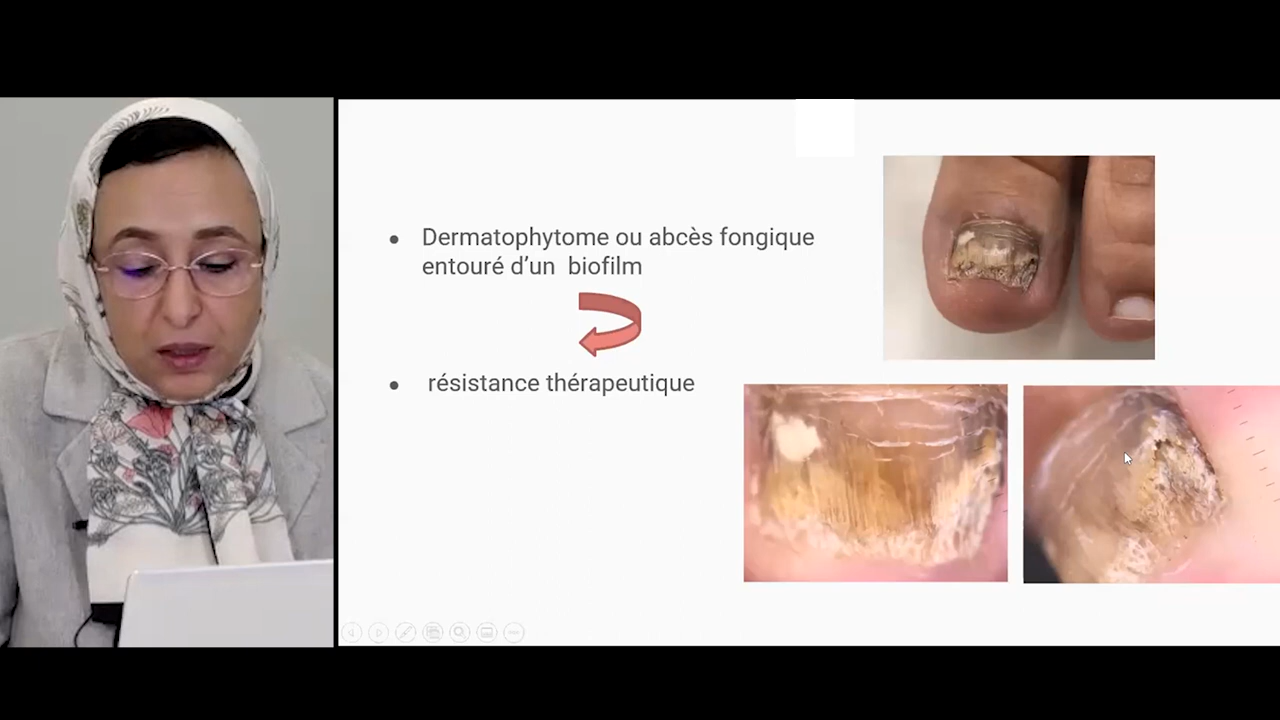 Dermatophytome ou abcès fongique
entouré d'un biofilm
résistance thérapeutique